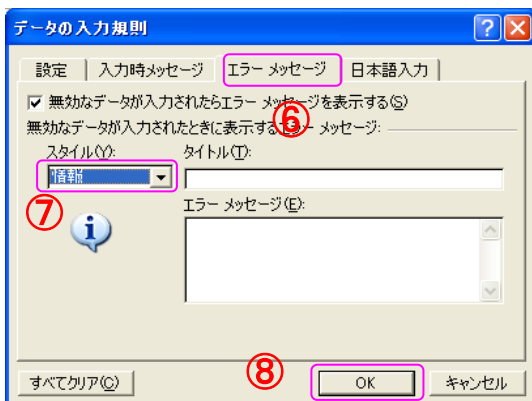 データの入力規則
設定 入力時メッセージ エラー メッセージ 日本語入力
無効なデータが入力されたらエラー メッセージを表示する(S)
⑥
無効なデータが入力されたときに表示するエラー メッセージ:
スタイル(Y): タイトル(T):
情報
⑦
エラー メッセージ(E):
⑧
すべてクリア(C) OK キャンセル